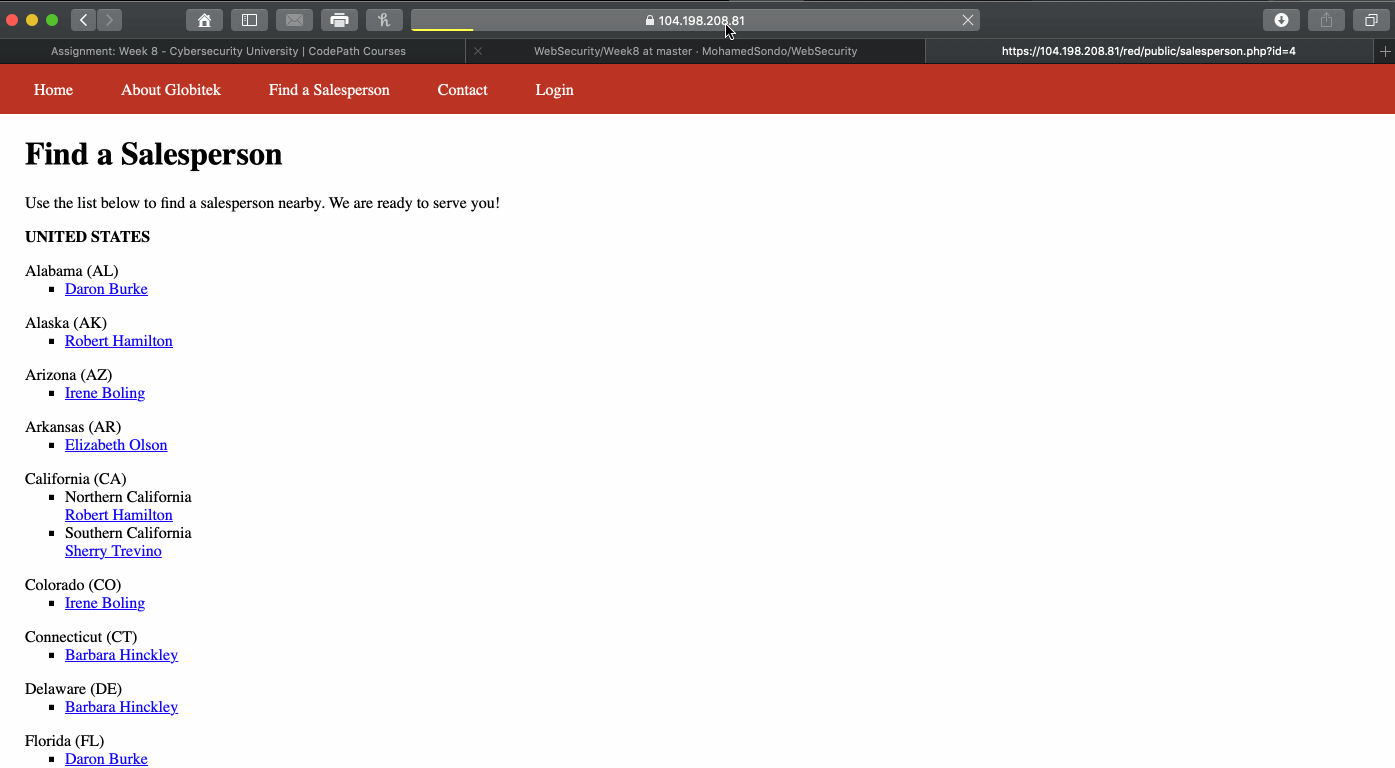 104.198.208.81
Assignment: Week 8 - Cybersecurity University | CodePath Courses
WebSecurity/Week8 at master · MohamedSondo/WebSecurity
https://104.198.208.81/red/public/salesperson.php?id=4
Home About Globitek Find a Salesperson Contact Login
Find a Salesperson
Use the list below to find a salesperson nearby. We are ready to serve you!
UNITED STATES
Alabama (AL)
Daron Burke
Alaska (AK)
Robert Hamilton
Arizona (AZ)
Irene Boling
Arkansas (AR)
Elizabeth Olson
California (CA)
Northern California
Robert Hamilton
Southern California
Sherry Trevino
Colorado (CO)
Irene Boling
Connecticut (CT)
Barbara Hinckley
Delaware (DE)
Barbara Hinckley
Florida (FL)
Daron Burke